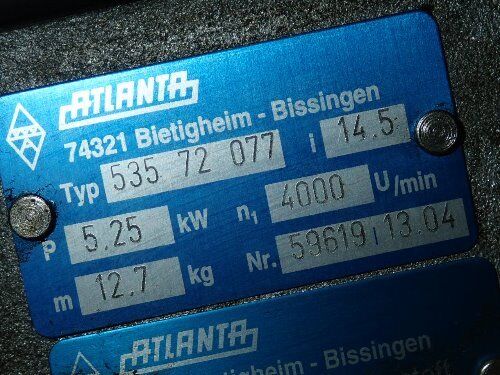 ATLANTA
74321 Bietigheim - Bissingen
Typ 535 72 077 i 14.5
P 5.25 kW n1 4000 U/min
m 12.7 kg Nr. 59619 13.04
ATLANTA
Bietigheim - Bissingen